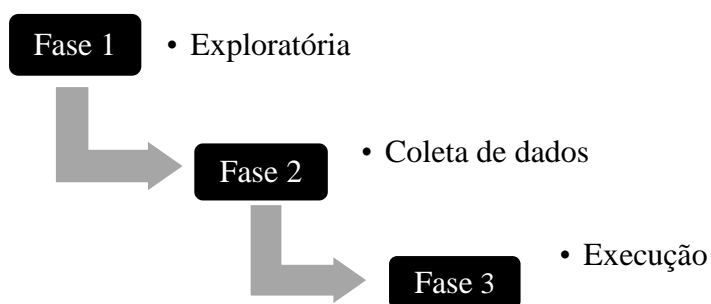 Fase 1
• Exploratória
Fase 2
• Coleta de dados
Fase 3
• Execução